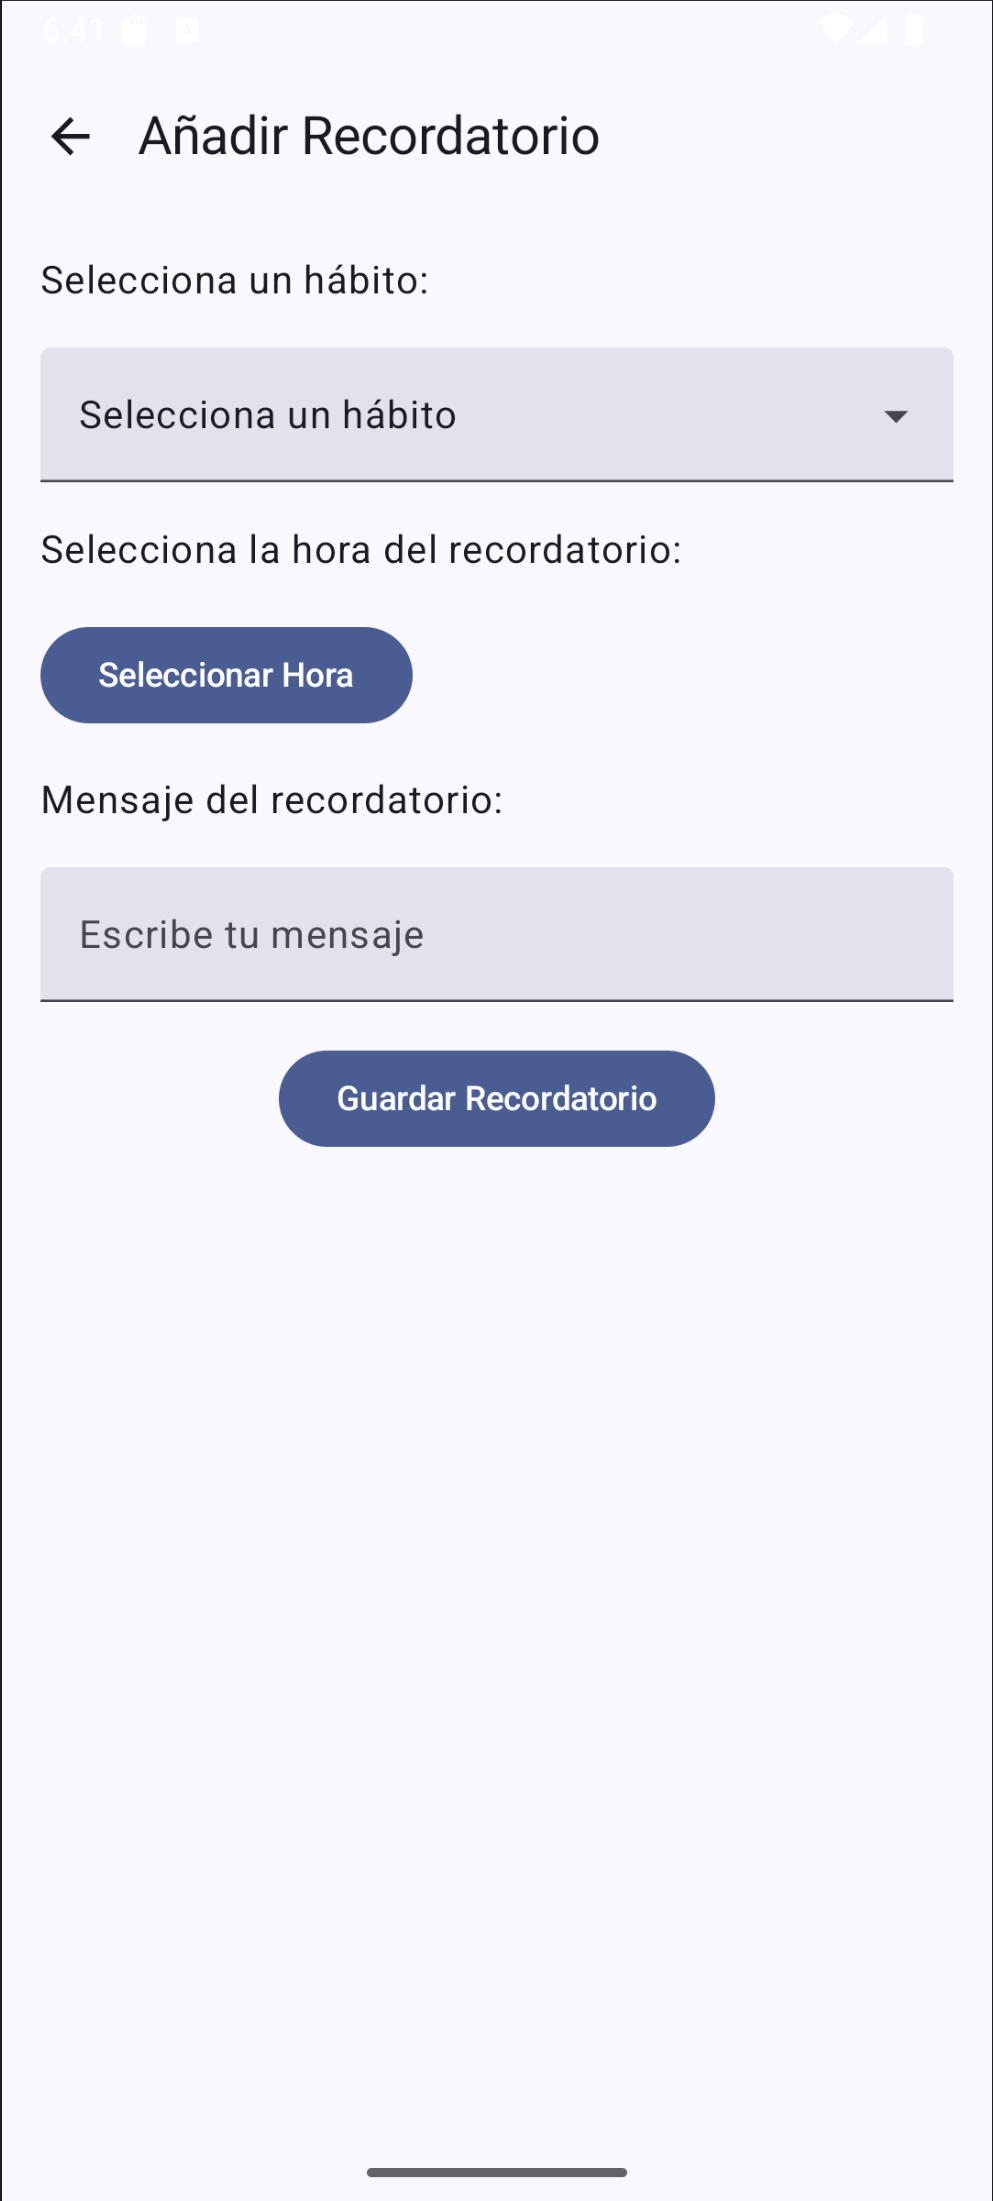 6:41
Añadir Recordatorio
Selecciona un hábito:
Selecciona un hábito
Selecciona la hora del recordatorio:
Seleccionar Hora
Mensaje del recordatorio:
Escribe tu mensaje
Guardar Recordatorio